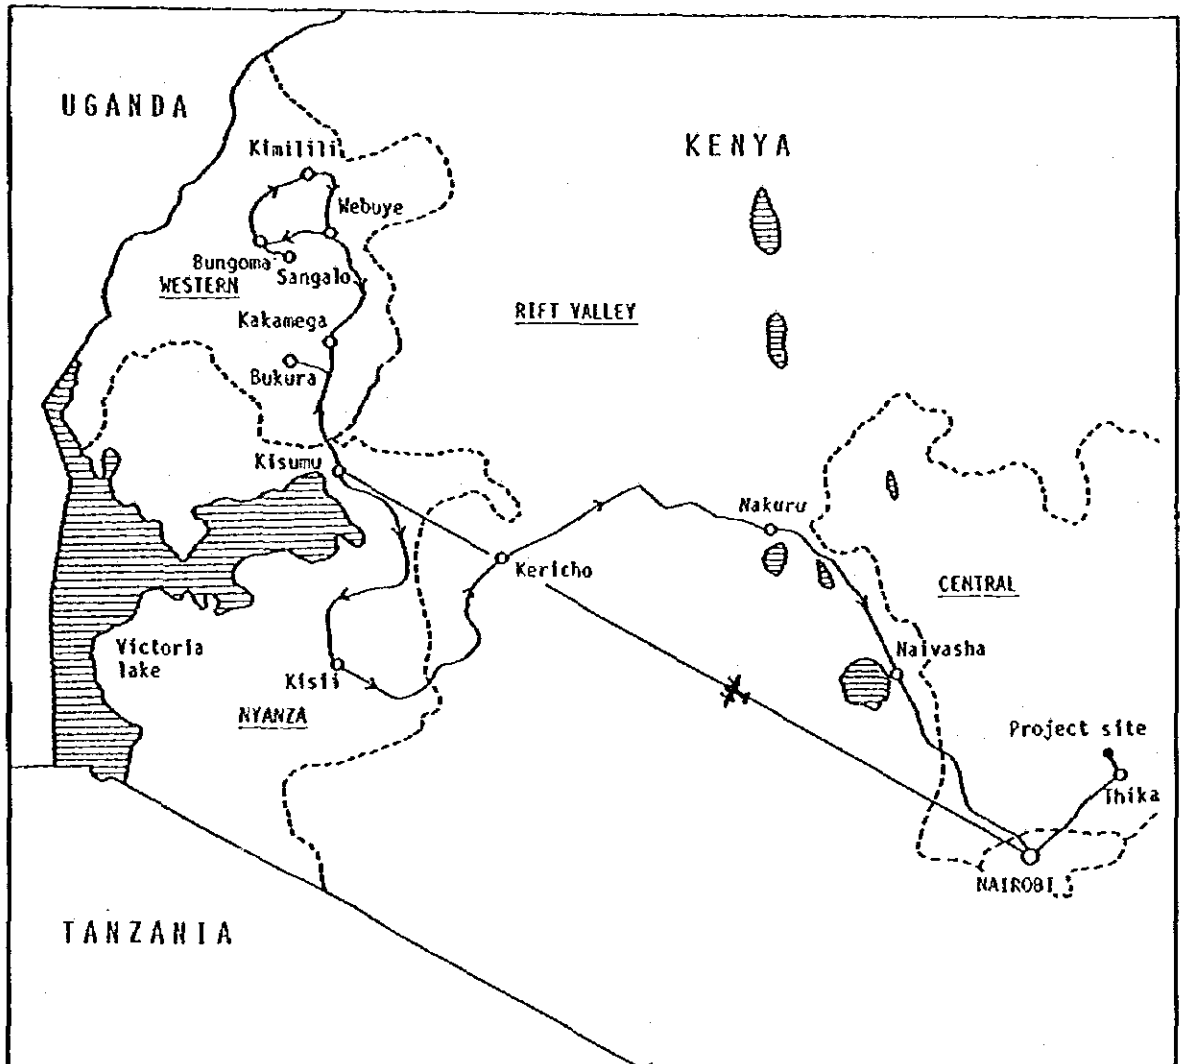 UGANDA
KENYA
Kimilili
Webuye
Bungoma
Sangalo
WESTERN
RIFT VALLEY
Kakamega
Bukura
Kisumu
Nakuru
Kericho
CENTRAL
Victoria
lake
Naivasha
Kisii
NYANZA
Project site
Thika
NAIROBI
TANZANIA